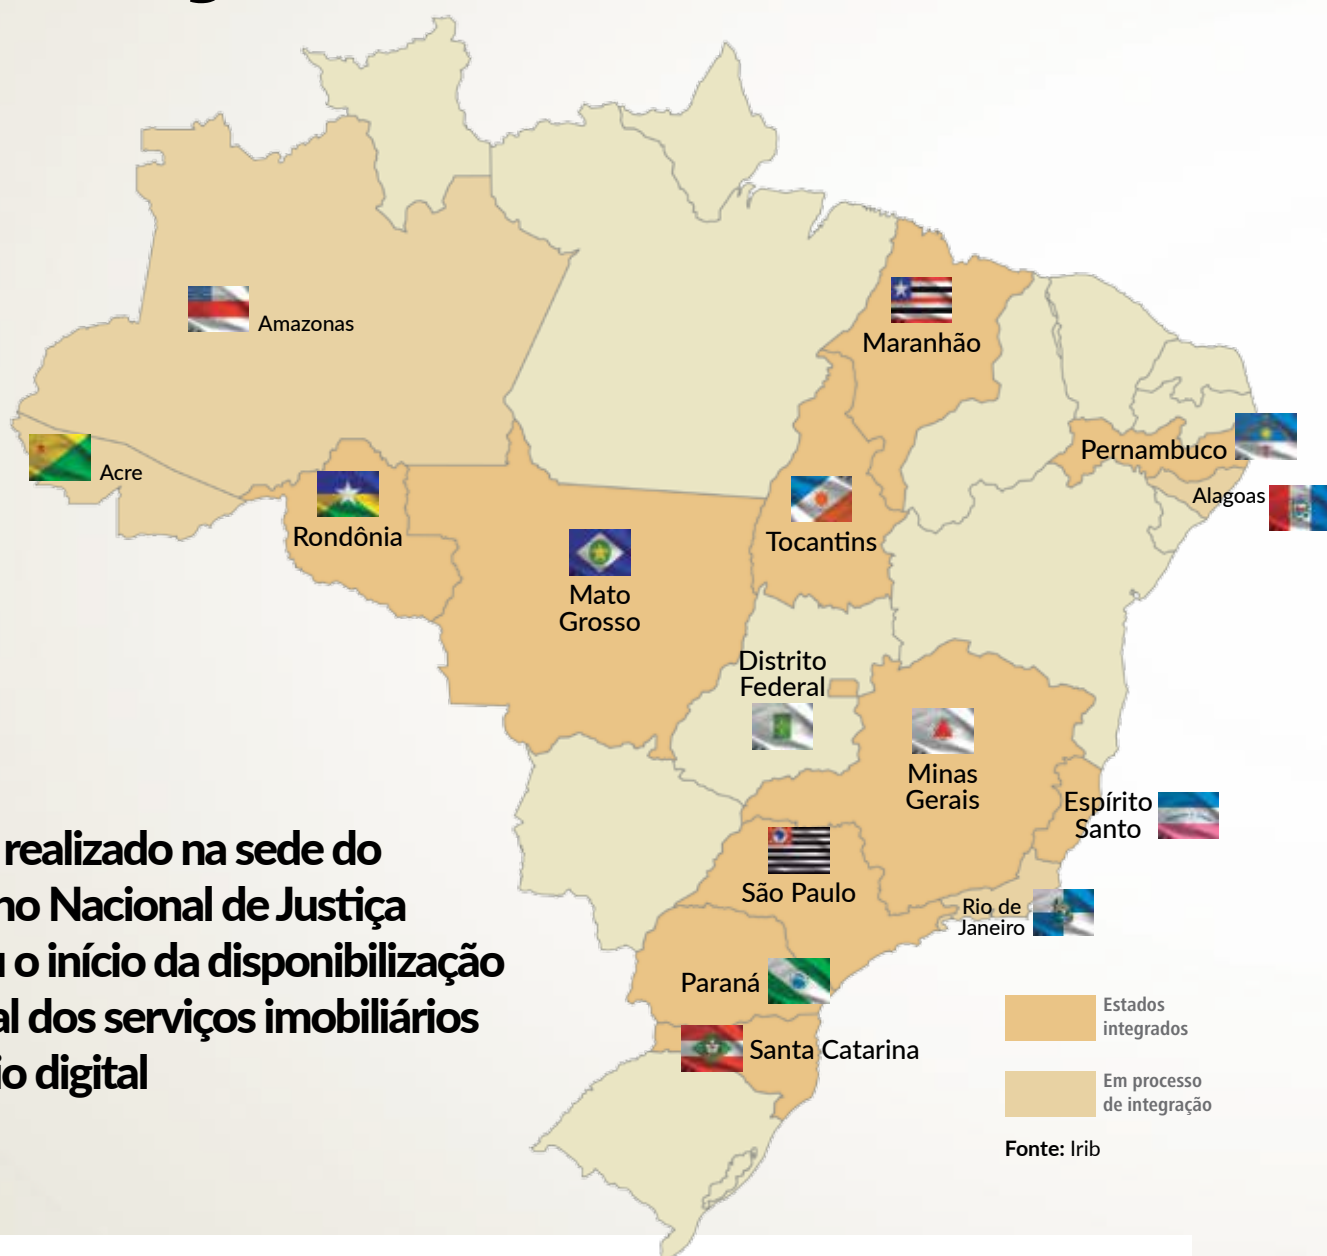 Amazonas
Maranhão
Acre
Pernambuco
Alagoas
Rondônia
Tocantins
Mato
Grosso
Distrito
Federal
Minas
Gerais
Espírito
Santo
São Paulo
Rio de
Janeiro
Paraná
Santa Catarina
realizado na sede do
no Nacional de Justiça
o início da disponibilização
al dos serviços imobiliários
io digital
Estados
integrados
Em processo
de integração
Fonte: Irib